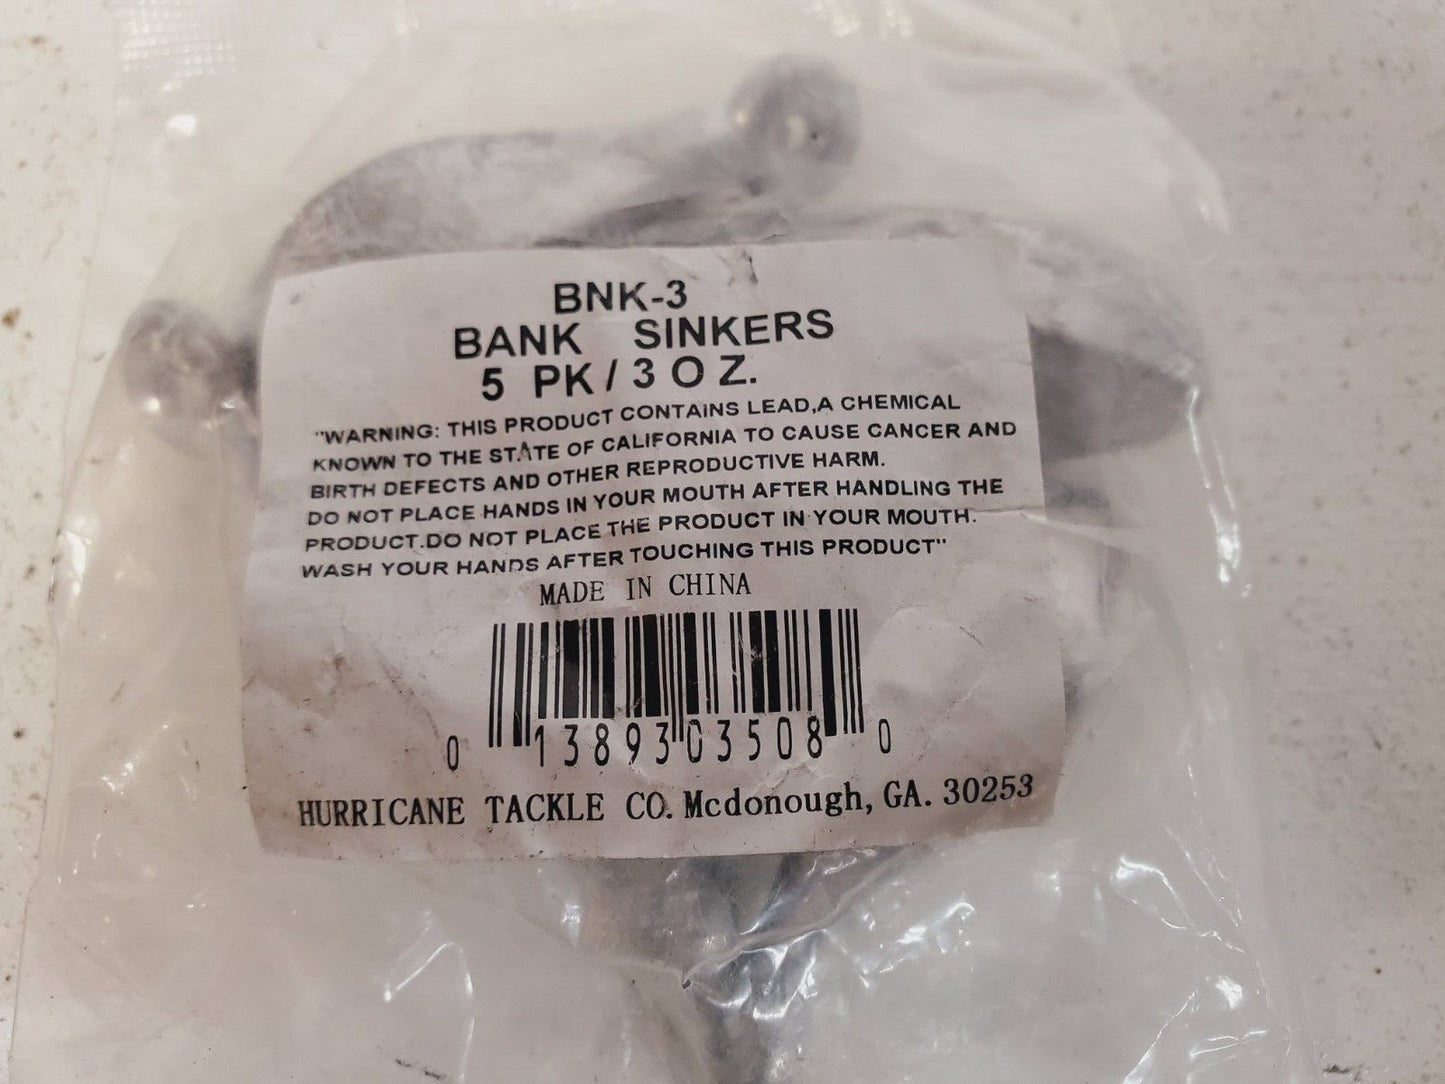 BNK-3
BANK SINKERS
5 PK / 3 OZ.
"WARNING: THIS PRODUCT CONTAINS LEAD,A CHEMICAL
KNOWN TO THE STATE OF CALIFORNIA TO CAUSE CANCER AND
BIRTH DEFECTS AND OTHER REPRODUCTIVE HARM.
DO NOT PLACE HANDS IN YOUR MOUTH AFTER HANDLING THE
PRODUCT.DO NOT PLACE THE PRODUCT IN YOUR MOUTH.
WASH YOUR HANDS AFTER TOUCHING THIS PRODUCT"
MADE IN CHINA
0 13893 03508 0
HURRICANE TACKLE CO. Mcdonough, GA. 30253